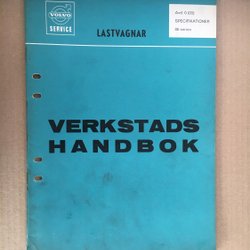 VOLVO
SERVICE
LASTVAGNAR
SPECIFIKATIONER
VERKSTADS
HANDBOK